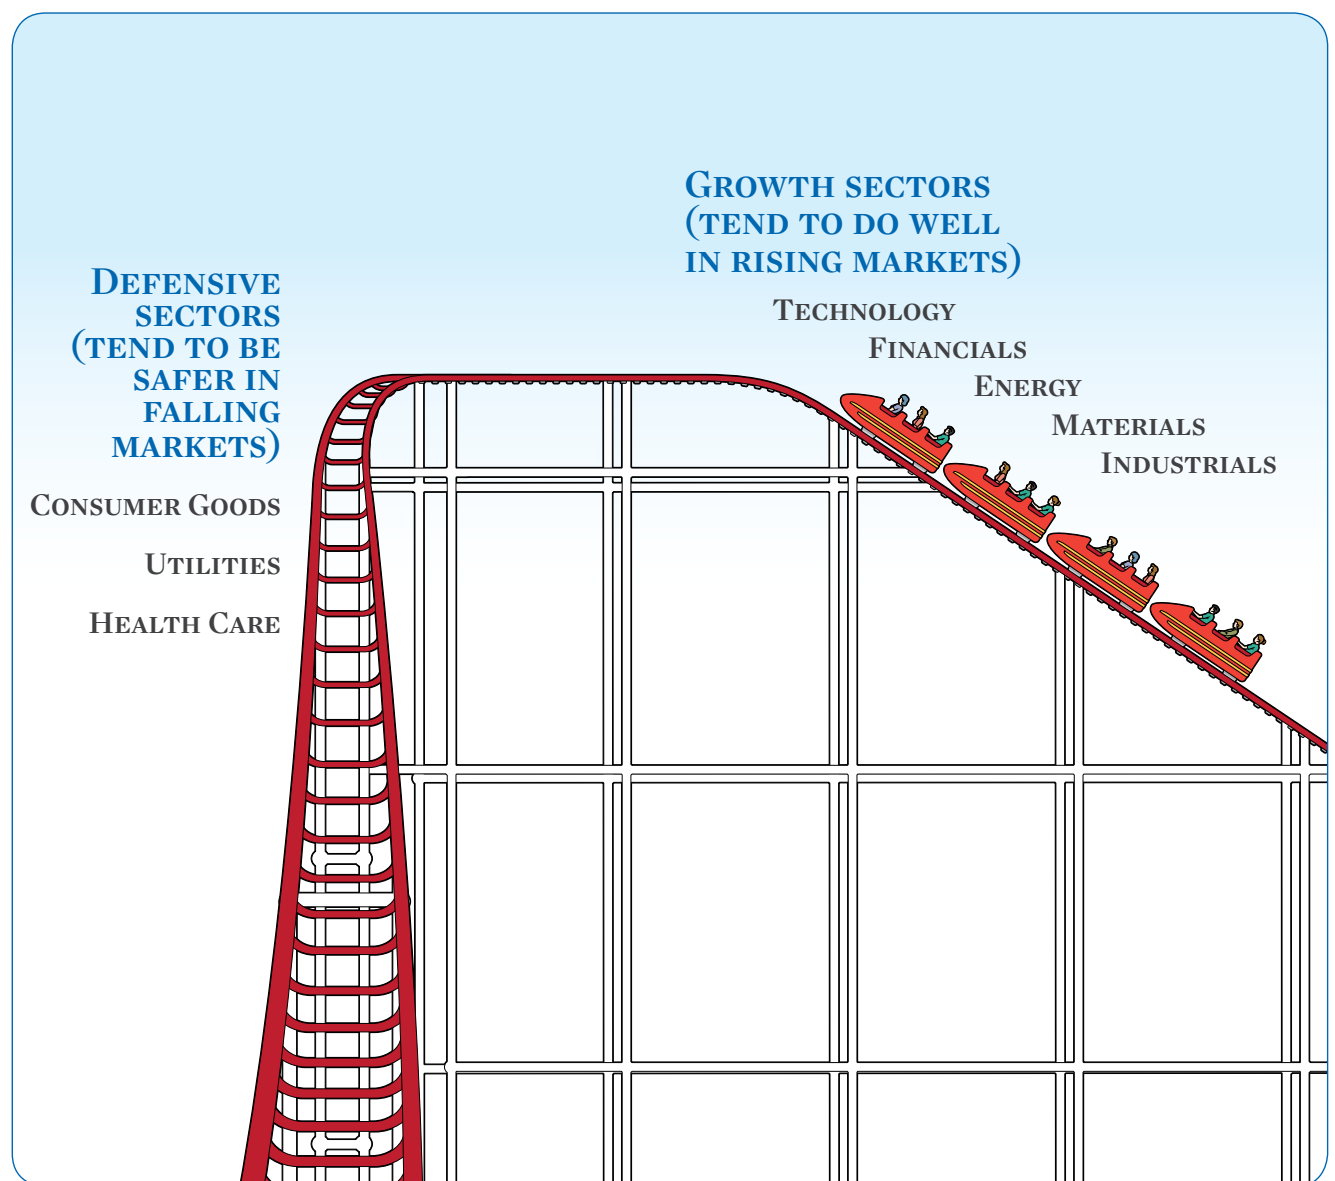 Defensive
sectors
(tend to be
safer in
falling
markets)
Consumer Goods
Utilities
Health Care
Growth sectors
(tend to do well
in rising markets)
Technology
Financials
Energy
Materials
Industrials